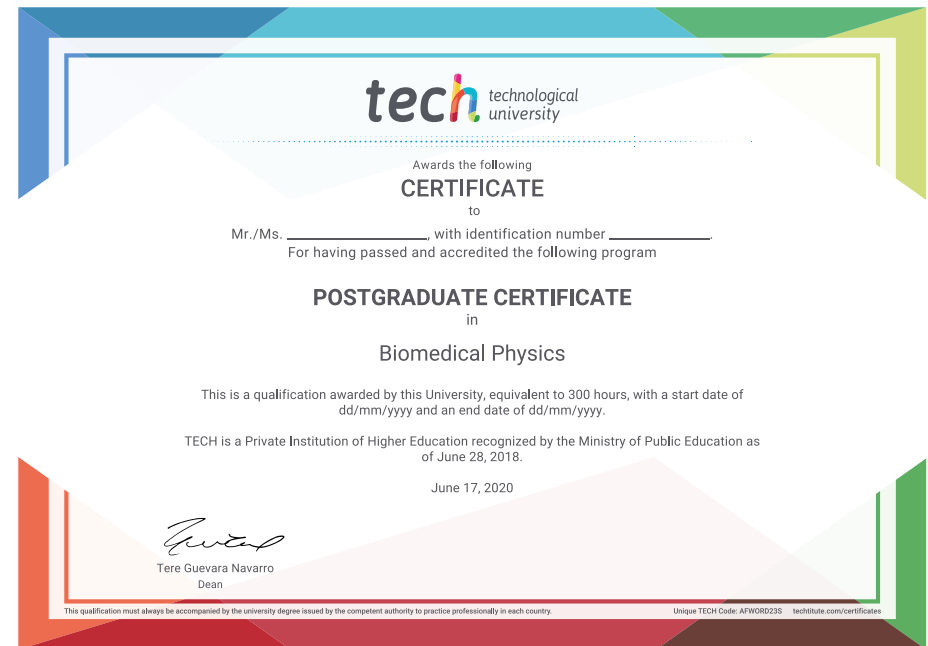 tech technological
university
Awards the following
CERTIFICATE
to
Mr./Ms. ____________________, with identification number ______________.
For having passed and accredited the following program
POSTGRADUATE CERTIFICATE
in
Biomedical Physics
This is a qualification awarded by this University, equivalent to 300 hours, with a start date of
dd/mm/yyyy and an end date of dd/mm/yyyy.
TECH is a Private Institution of Higher Education recognized by the Ministry of Public Education as
of June 28, 2018.
June 17, 2020
Tere Guevara Navarro
Dean
This qualification must always be accompanied by the university degree issued by the competent authority to practice professionally in each country. Unique TECH Code: AFWORD23S techtitute.com/certificates